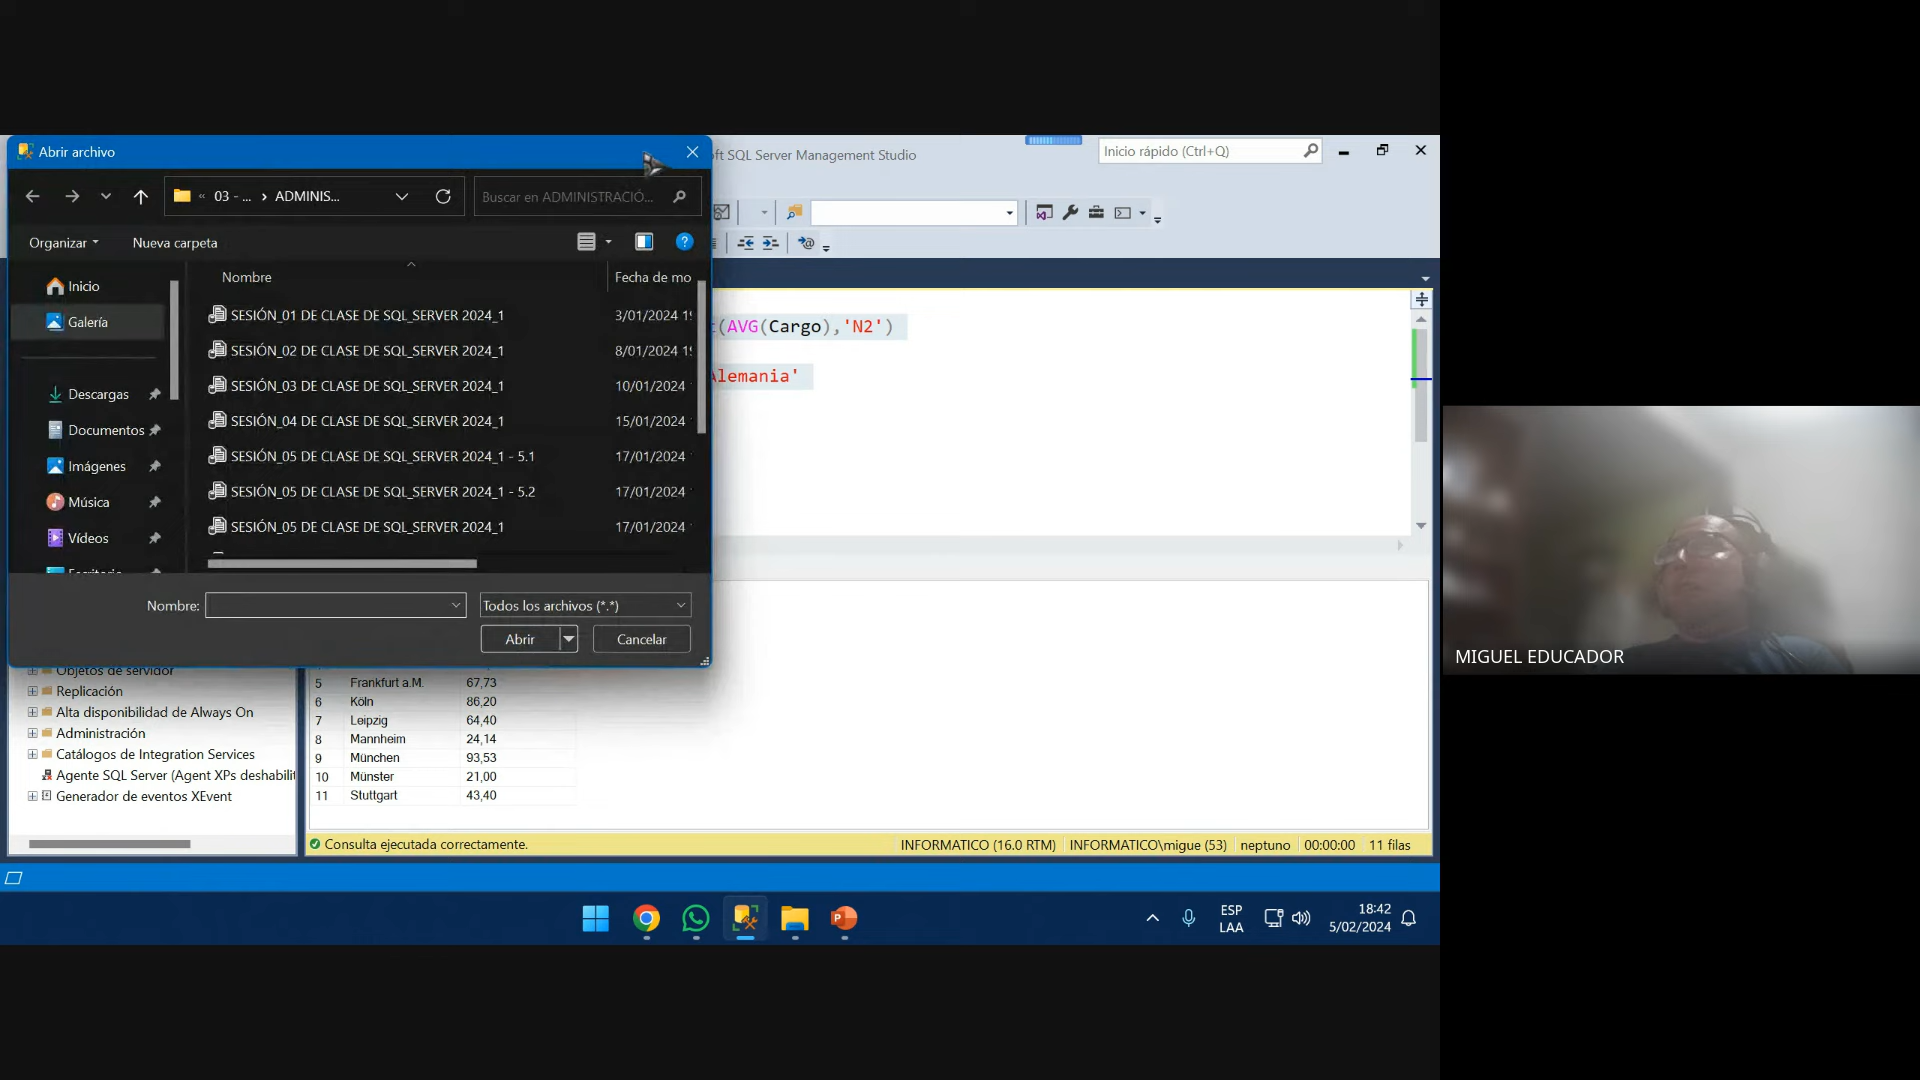 Abrir archivo
ft SQL Server Management Studio
Inicio rápido (Ctrl+Q)
« 03 - ... > ADMINIS...
Buscar en ADMINISTRACIÓ...
Organizar
Nueva carpeta
Nombre
Fecha de mo
Inicio
Galería
Descargas
Documentos
Imágenes
Música
Vídeos
SESIÓN_01 DE CLASE DE SQL_SERVER 2024_1 3/01/2024 19
SESIÓN_02 DE CLASE DE SQL_SERVER 2024_1 8/01/2024 19
SESIÓN_03 DE CLASE DE SQL_SERVER 2024_1 10/01/2024
SESIÓN_04 DE CLASE DE SQL_SERVER 2024_1 15/01/2024
SESIÓN_05 DE CLASE DE SQL_SERVER 2024_1 - 5.1 17/01/2024
SESIÓN_05 DE CLASE DE SQL_SERVER 2024_1 - 5.2 17/01/2024
SESIÓN_05 DE CLASE DE SQL_SERVER 2024_1 17/01/2024
(AVG(Cargo),'N2')
Alemania'
Nombre:
Todos los archivos (*.*)
Abrir
Cancelar
Objetos de servidor
Replicación
Alta disponibilidad de Always On
Administración
Catálogos de Integration Services
Agente SQL Server (Agent XPs deshabilit
Generador de eventos XEvent
5 Frankfurt a.M. 67,73
6 Köln 86,20
7 Leipzig 64,40
8 Mannheim 24,14
9 München 93,53
10 Münster 21,00
11 Stuttgart 43,40
Consulta ejecutada correctamente.
INFORMATICO (16.0 RTM)
INFORMATICO\migue (53)
neptuno
00:00:00
11 filas
ESP
LAA
18:42
5/02/2024
MIGUEL EDUCADOR